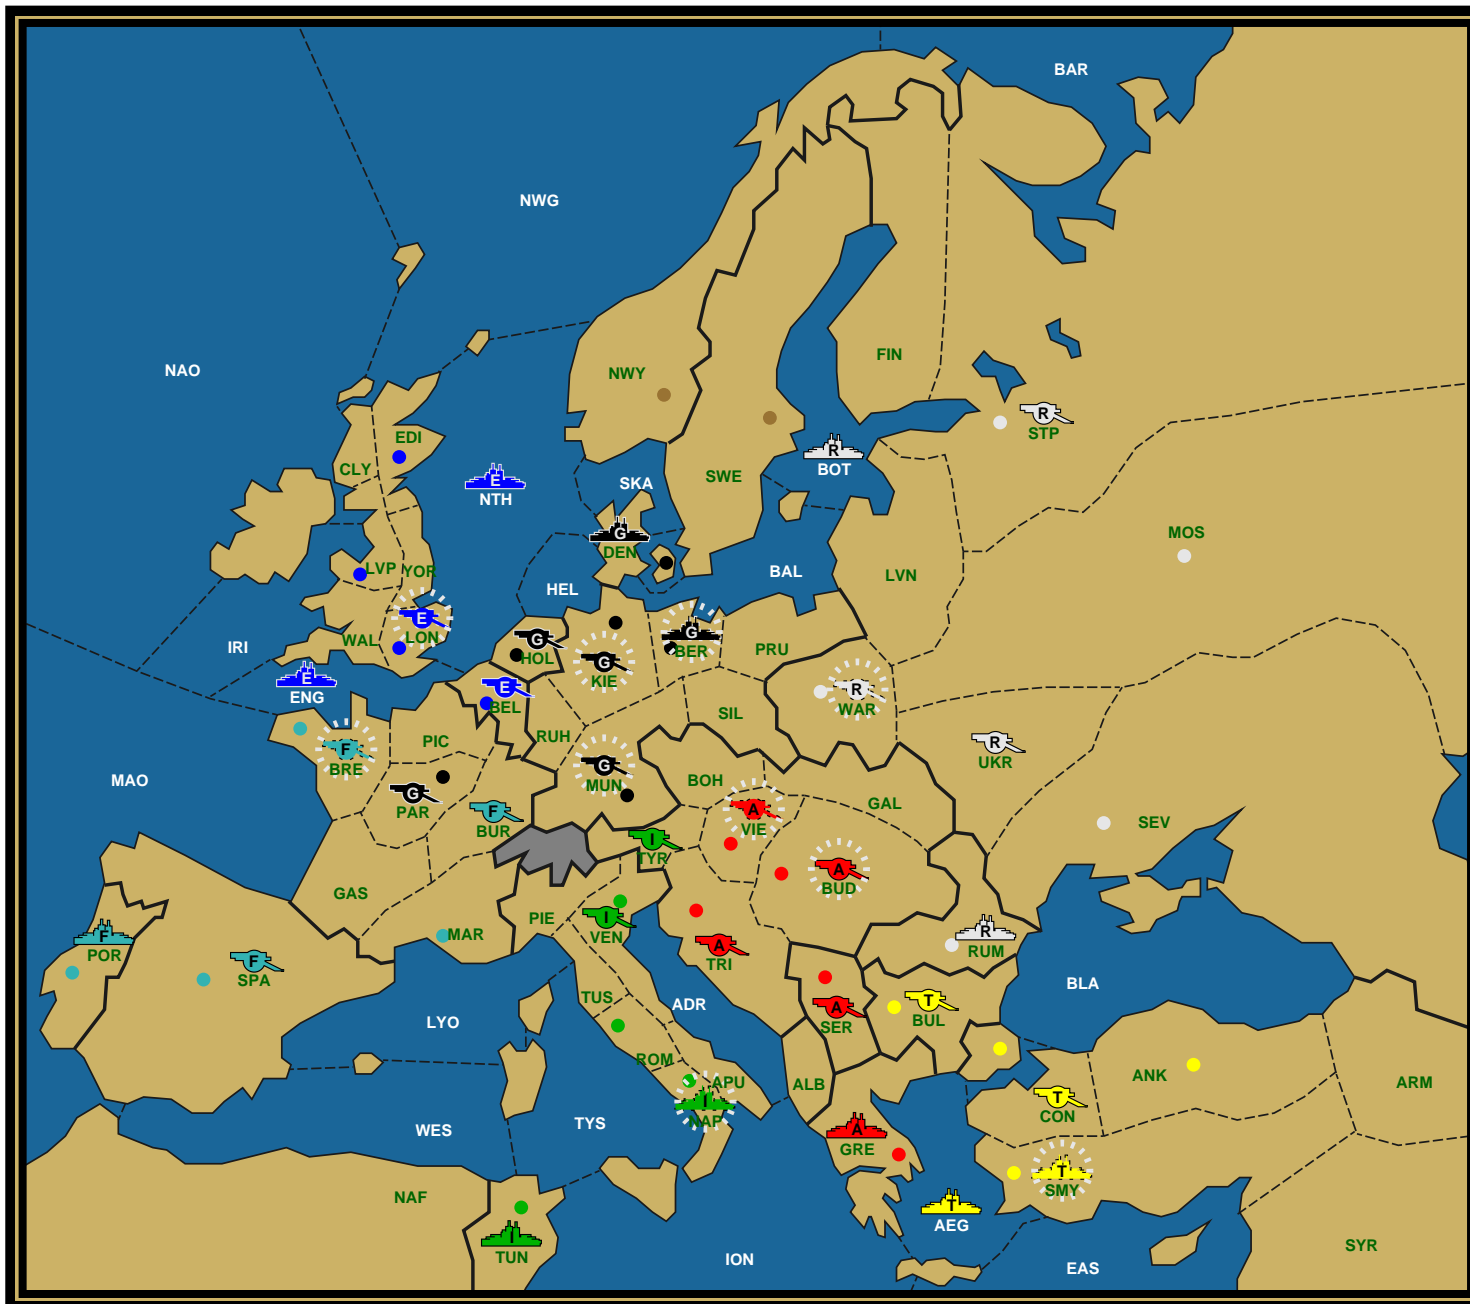 BAR
NWG
NAO
FIN
NWY
R
STP
EDI
CLY
E
NTH
SKA
SWE
R
BOT
G
DEN
MOS
LVP
YOR
HEL
BAL
LVN
E
LON
WAL
IRI
G
HOL
G
KIE
G
BER
PRU
E
ENG
E
BEL
R
WAR
SIL
RUH
PIC
F
BRE
R
UKR
MAO
G
MUN
BOH
G
PAR
F
BUR
A
VIE
GAL
SEV
I
TYR
A
BUD
GAS
PIE
I
VEN
MAR
F
POR
F
SPA
A
TRI
R
RUM
BLA
TUS
ADR
A
SER
T
BUL
LYO
ROM
APU
ALB
ANK
ARM
I
NAP
T
CON
WES
TYS
A
GRE
T
SMY
NAF
T
AEG
I
TUN
ION
EAS
SYR